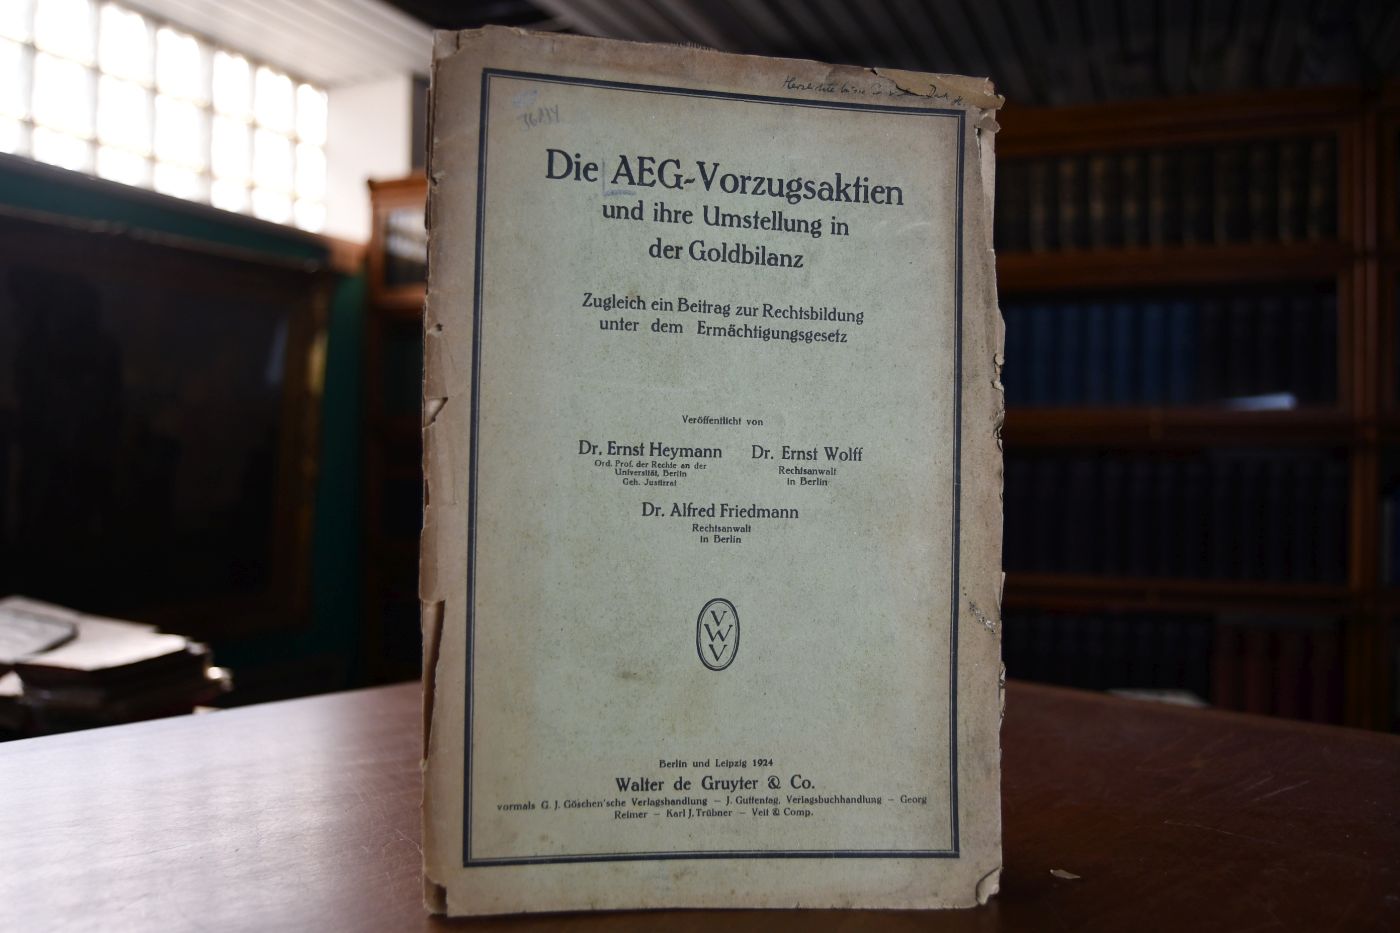 Die AEG-Vorzugsaktien
und ihre Umstellung in
der Goldbilanz
Zugleich ein Beitrag zur Rechtsbildung
unter dem Ermächtigungsgesetz
Veröffentlicht von
Dr. Ernst Heymann
Ord. Prof. der Rechte an der
Universität, Berlin
Geh. Justizrat
Dr. Ernst Wolff
Rechtsanwalt
in Berlin
Dr. Alfred Friedmann
Rechtsanwalt
in Berlin
V
W
V
Berlin und Leipzig 1924
Walter de Gruyter & Co.
vormals G. J. Göschen'sche Verlagshandlung — J. Guttentag, Verlagsbuchhandlung — Georg
Reimer — Karl J. Trübner — Veit & Comp.